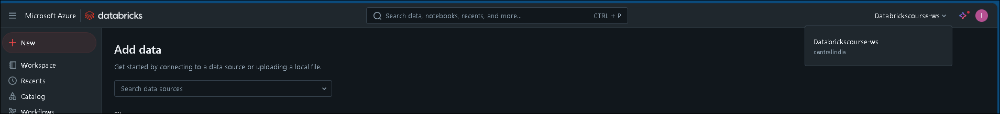 Microsoft Azure databricks Search data, notebooks, recents, and more... CTRL + P Databrickscourse-ws I
New
Workspace
Recents
Catalog
Workflows
Add data
Get started by connecting to a data source or uploading a local file.
Search data sources
Databrickscourse-ws
centralindia